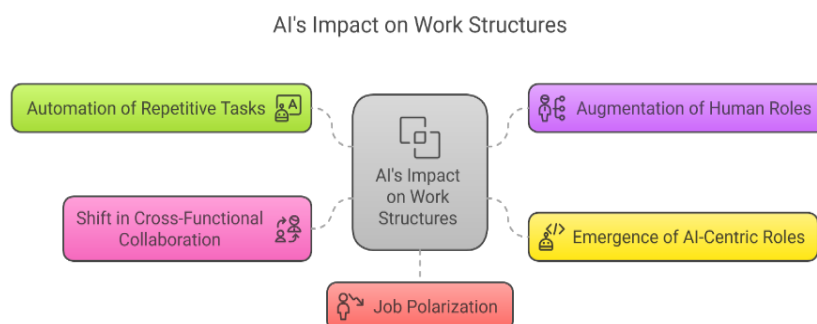 AI's Impact on Work Structures
Automation of Repetitive Tasks
A
Augmentation of Human Roles
AI's Impact
on Work
Structures
Shift in Cross-Functional
Collaboration
</>
Emergence of AI-Centric Roles
Job Polarization